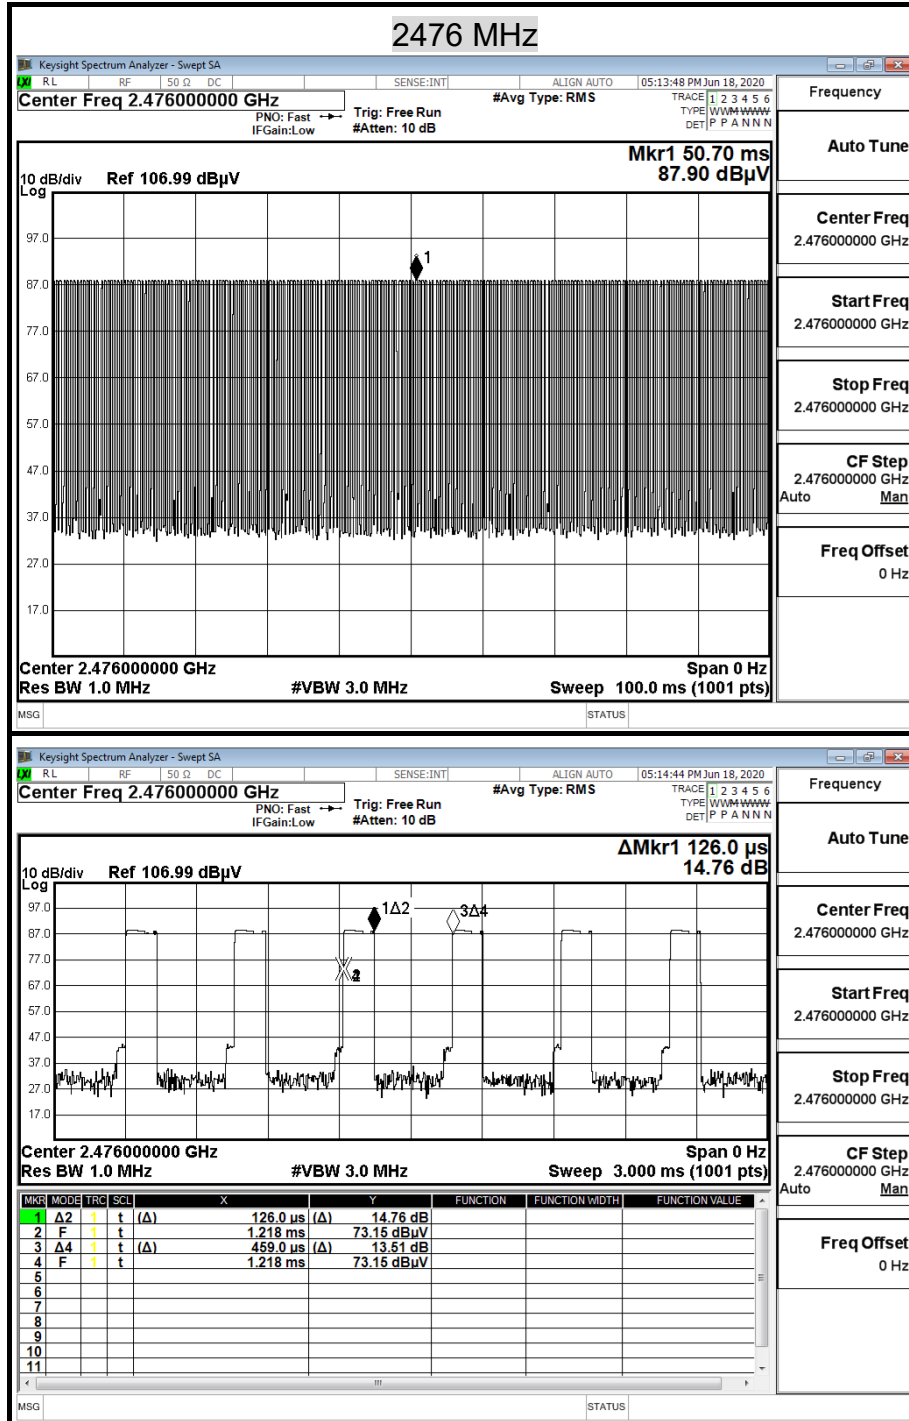 2476 MHz
Keysight Spectrum Analyzer - Swept SA
LXI RL RF 50 Ω DC SENSE:INT ALIGN AUTO 05:13:48 PM Jun 18, 2020
Center Freq 2.476000000 GHz
PNO: Fast
IFGain:Low
Trig: Free Run
#Atten: 10 dB
#Avg Type: RMS
TRACE 1 2 3 4 5 6
TYPE WWMWWWW
DET P P A N N N
Frequency
Auto Tune
Center Freq
2.476000000 GHz
Start Freq
2.476000000 GHz
Stop Freq
2.476000000 GHz
CF Step
2.476000000 GHz
Auto Man
Freq Offset
0 Hz
Mkr1 50.70 ms
87.90 dBµV
10 dB/div Ref 106.99 dBµV
Log
97.0
87.0
77.0
67.0
57.0
47.0
37.0
27.0
17.0
1
Center 2.476000000 GHz Span 0 Hz
Res BW 1.0 MHz #VBW 3.0 MHz Sweep 100.0 ms (1001 pts)
MSG STATUS
Keysight Spectrum Analyzer - Swept SA
LXI RL RF 50 Ω DC SENSE:INT ALIGN AUTO 05:14:44 PM Jun 18, 2020
Center Freq 2.476000000 GHz
PNO: Fast
IFGain:Low
Trig: Free Run
#Atten: 10 dB
#Avg Type: RMS
TRACE 1 2 3 4 5 6
TYPE WWMWWWW
DET P P A N N N
Frequency
Auto Tune
Center Freq
2.476000000 GHz
Start Freq
2.476000000 GHz
Stop Freq
2.476000000 GHz
CF Step
2.476000000 GHz
Auto Man
Freq Offset
0 Hz
ΔMkr1 126.0 µs
14.76 dB
10 dB/div Ref 106.99 dBµV
Log
97.0
87.0
77.0
67.0
57.0
47.0
37.0
27.0
17.0
1Δ2
3Δ4
Center 2.476000000 GHz Span 0 Hz
Res BW 1.0 MHz #VBW 3.0 MHz Sweep 3.000 ms (1001 pts)
MKR MODE TRC SCL X Y FUNCTION FUNCTION WIDTH FUNCTION VALUE
1 Δ2 1 t (Δ) 126.0 µs (Δ) 14.76 dB
2 F 1 t 1.218 ms 73.15 dBµV
3 Δ4 1 t (Δ) 459.0 µs (Δ) 13.51 dB
4 F 1 t 1.218 ms 73.15 dBµV
5
6
7
8
9
10
11
MSG STATUS